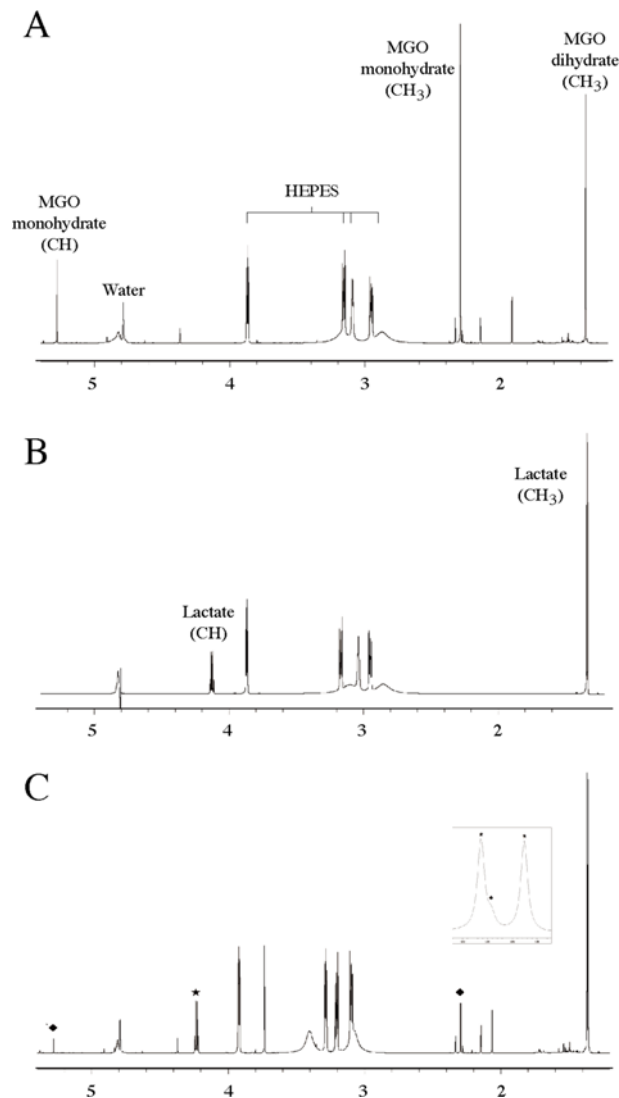 A
MGO
monohydrate
(CH)
Water
HEPES
MGO
monohydrate
(CH3)
MGO
dihydrate
(CH3)
5 4 3 2
B
Lactate
(CH)
Lactate
(CH3)
5 4 3 2
C
5 4 3 2